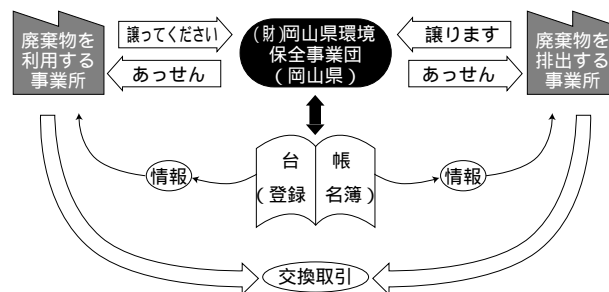 廃棄物を
利用する
事業所
譲ってください
あっせん
(財)岡山県環境
保全事業団
(岡山県)
譲ります
あっせん
廃棄物を
排出する
事業所
台 帳
(登録 名簿)
情報
情報
交換取引